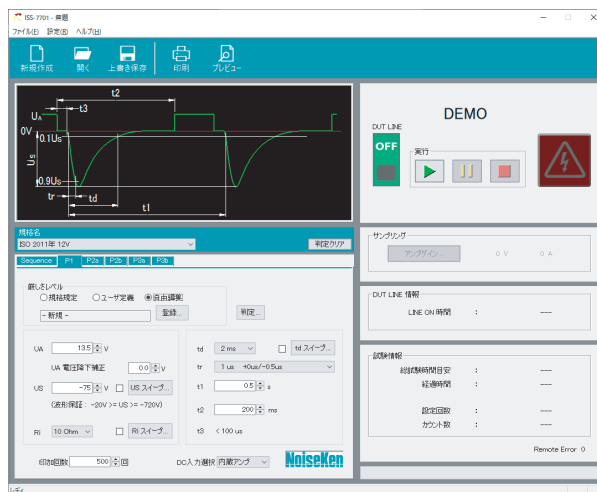 ISS-7701 - 無題
ファイル(F) 設定(S) ヘルプ(H)
新規作成 開く 上書き保存 印刷 プレビュー
t2
t3
UA
0V
0.1Us
Us
0.9Us
tr
td
t1
DEMO
DUT LINE
OFF
実行
規格名
ISO 2011年 12V
判定クリア
Sequence P1 P2a P2b P3a P3b
厳しさレベル
規格規定 ユーザ定義 自由調整
- 新規 - 登録... 判定...
UA 13.5 V
UA 電圧降下補正 0.0 V
US -75 V US スイープ...
(波形保証: -20V >= US >= -720V)
Ri 10 Ohm Ri スイープ...
td 2 ms td スイープ...
tr 1 us +0us/-0.5us
t1 0.5 s
t2 200 ms
t3 < 100 us
印加回数 500 回
DC入力選択 内蔵アンプ
NoiseKen
サンプリング
アンプゲイン... 0 V 0 A
DUT LINE 情報
LINE ON 時間 : ---
試験情報
総試験時間目安 : ---
経過時間 : ---
設定回数 : ---
カウント数 : ---
Remote Error 0
レディ